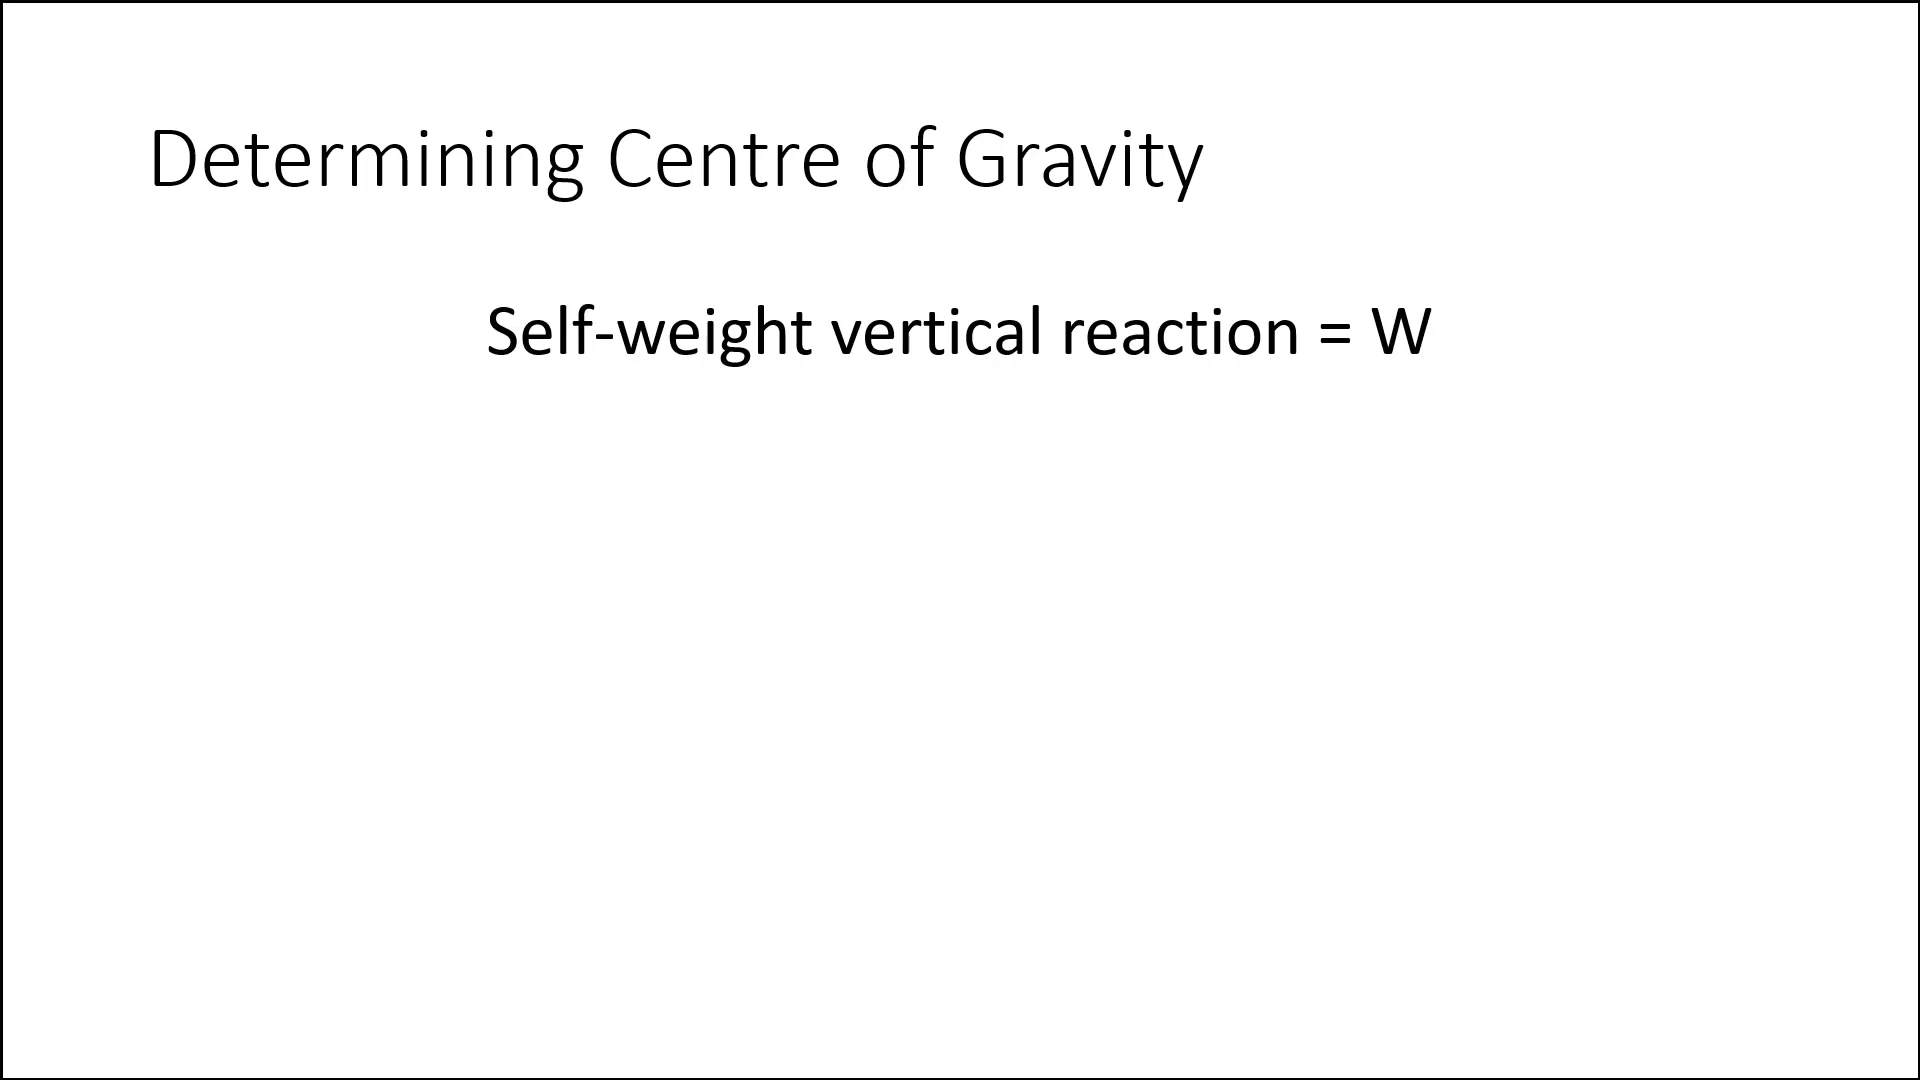 Determining Centre of Gravity
Self-weight vertical reaction = W